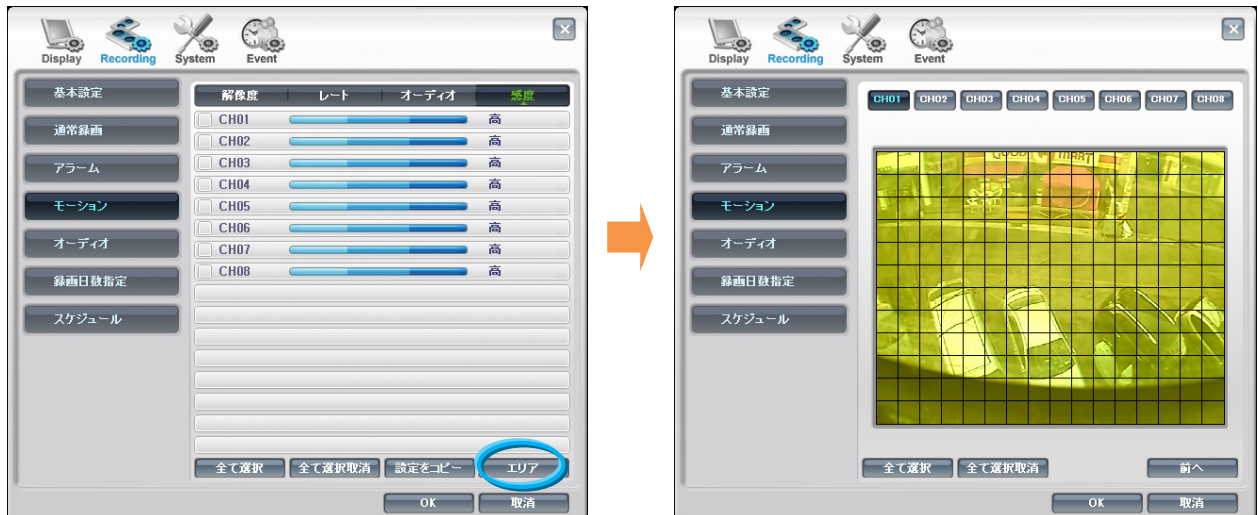 Display Recording System Event
基本設定
通常録画
アラーム
モーション
オーディオ
録画日数指定
スケジュール
解像度 レート オーディオ 感度
CH01 高
CH02 高
CH03 高
CH04 高
CH05 高
CH06 高
CH07 高
CH08 高
全て選択 全て選択取消 設定をコピー エリア
OK 取消
Display Recording System Event
基本設定
通常録画
アラーム
モーション
オーディオ
録画日数指定
スケジュール
CH01 CH02 CH03 CH04 CH05 CH06 CH07 CH08
GOOD MART
全て選択 全て選択取消 前へ
OK 取消